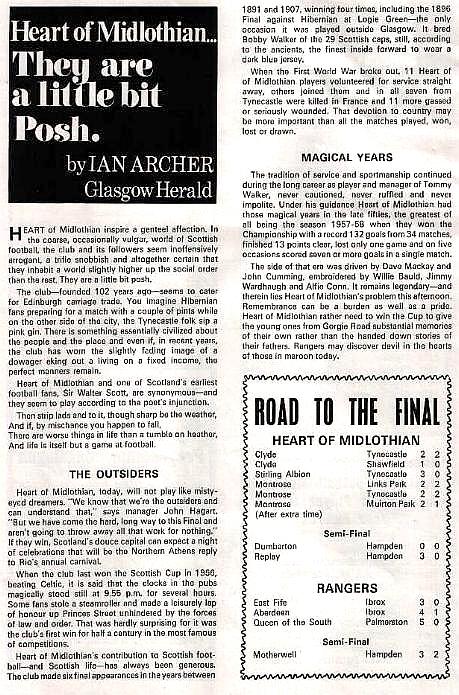 Heart of Midlothian...
They are
a little bit
Posh.
by IAN ARCHER
Glasgow Herald
HEART of Midlothian inspire a genteel affection. In
the coarse, occasionally vulgar, world of Scottish
football, the club and its followers seem inoffensively
arrogant, a trifle snobbish and altogether certain that
they inhabit a world slightly higher up the social order
than the rest. They are a little bit posh.
The club—founded 102 years ago—seems to cater
for Edinburgh carriage trade. You imagine Hibernian
fans preparing for a match with a couple of pints while
on the other side of the city, the Tynecastle folk sip a
pink gin. There is something essentially civilized about
the people and the place and even if, in recent years,
the club has worn the slightly fading image of a
dowager eking out a living on a fixed income, the
perfect manners remain.
Heart of Midlothian and one of Scotland's earliest
football fans, Sir Walter Scott, are synonymous—and
they seem to play according to the poet's injunction.
Then strip lads and to it, though sharp be the weather,
And if, by mischance you happen to fall,
There are worse things in life than a tumble on heather,
And life is itself but a game at football.
THE OUTSIDERS
Heart of Midlothian, today, will not play like misty-
eyed dreamers. "We know that we're the outsiders and
can understand that," says manager John Hagart.
"But we have come the hard, long way to this Final and
aren't going to throw away all that work for nothing."
If they win, Scotland's douce capital can expect a night
of celebrations that will be the Northern Athens reply
to Rio's annual carnival.
When the club last won the Scottish Cup in 1956,
beating Celtic, it is said that the clocks in the pubs
magically stood still at 9.55 p.m. for several hours.
Some fans stole a steamroller and made a leisurely lap
of honour up Princes Street unhindered by the forces
of law and order. That was hardly surprising for it was
the club's first win for half a century in the most famous
of competitions.
Heart of Midlothian's contribution to Scottish foot-
ball—and Scottish life—has always been generous.
The club made six final appearances in the years between
1891 and 1907, winning four times, including the 1896
Final against Hibernian at Logie Green—the only
occasion it was played outside Glasgow. It bred
Bobby Walker of the 29 Scottish caps, still, according
to the ancients, the finest inside forward to wear a
dark blue jersey.
When the First World War broke out, 11 Heart of
of Midlothian players volunteered for service straight
away, others joined them and in all seven from
Tynecastle were killed in France and 11 more gassed
or seriously wounded. That devotion to country may
be more important than all the matches played, won,
lost or drawn.
MAGICAL YEARS
The tradition of service and sportmanship continued
during the long career as player and manager of Tommy
Walker, never cautioned, never ruffled and never
impolite. Under his guidance Heart of Midlothian had
those magical years in the late fifties, the greatest of
all being the season 1957-58 when they won the
Championship with a record 132 goals from 34 matches,
finished 13 points clear, lost only one game and on five
occasions scored seven or more goals in a single match.
The side of that era was driven by Dave Mackay and
John Cumming, embroidered by Willie Bauld, Jimmy
Wardhaugh and Alfie Conn. It remains legendary—and
therein lies Heart of Midlothian's problem this afternoon.
Remembrance can be a burden as well as a pride.
Heart of Midlothian rather need to win the Cup to give
the young ones from Gorgie Road substantial memories
of their own rather than the handed down stories of
their fathers. Rangers may discover devil in the hearts
of those in maroon today.
ROAD TO THE FINAL
HEART OF MIDLOTHIAN
Clyde Tynecastle 2 2
Clyde Shawfield 1 0
Stirling Albion Tynecastle 3 0
Montrose Links Park 2 2
Montrose Tynecastle 2 2
Montrose Muirton Park 2 1
(After extra time)
Semi-Final
Dumbarton Hampden 0 0
Replay Hampden 3 0
RANGERS
East Fife Ibrox 3 0
Aberdeen Ibrox 4 1
Queen of the South Palmerston 5 0
Semi-Final
Motherwell Hampden 3 2